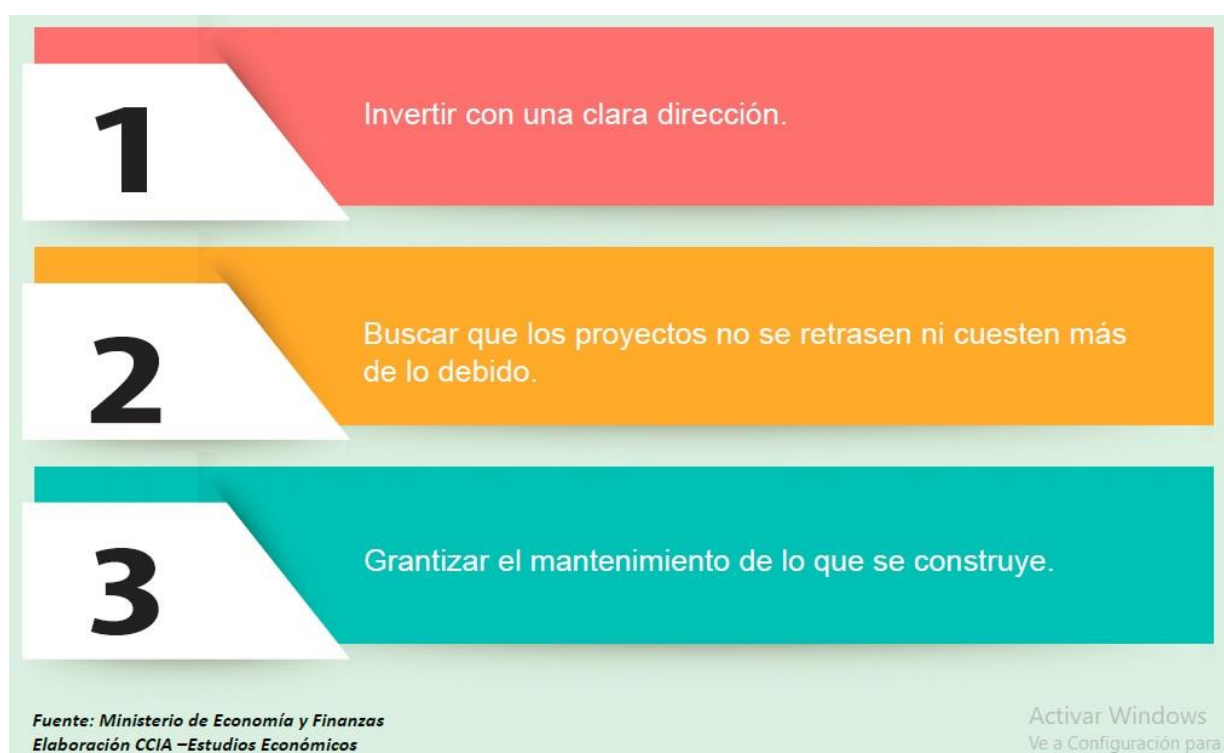 1
Invertir con una clara dirección.
2
Buscar que los proyectos no se retrasen ni cuesten más
de lo debido.
3
Grantizar el mantenimiento de lo que se construye.
Fuente: Ministerio de Economía y Finanzas
Elaboración CCIA –Estudios Económicos
Activar Windows
Ve a Configuración para